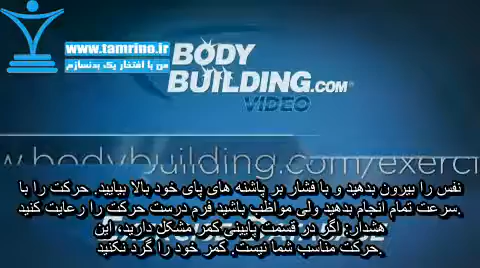 www.tamrino.ir
من با افتخار یک بدنسازم
BODY
BUILDING.COM®
VIDEO
w.bodybuilding.com/exerc
نفس را بیرون بدهید و با فشار بر پاشنه های پای خود بالا بیایید. حرکت را با
سرعت تمام انجام بدهید ولی مواظب باشید فرم درست حرکت را رعایت کنید.
هشدار: اگر در قسمت پایینی کمر مشکل دارید، این
حرکت مناسب شما نیست. کمر خود را گرد نکنید.